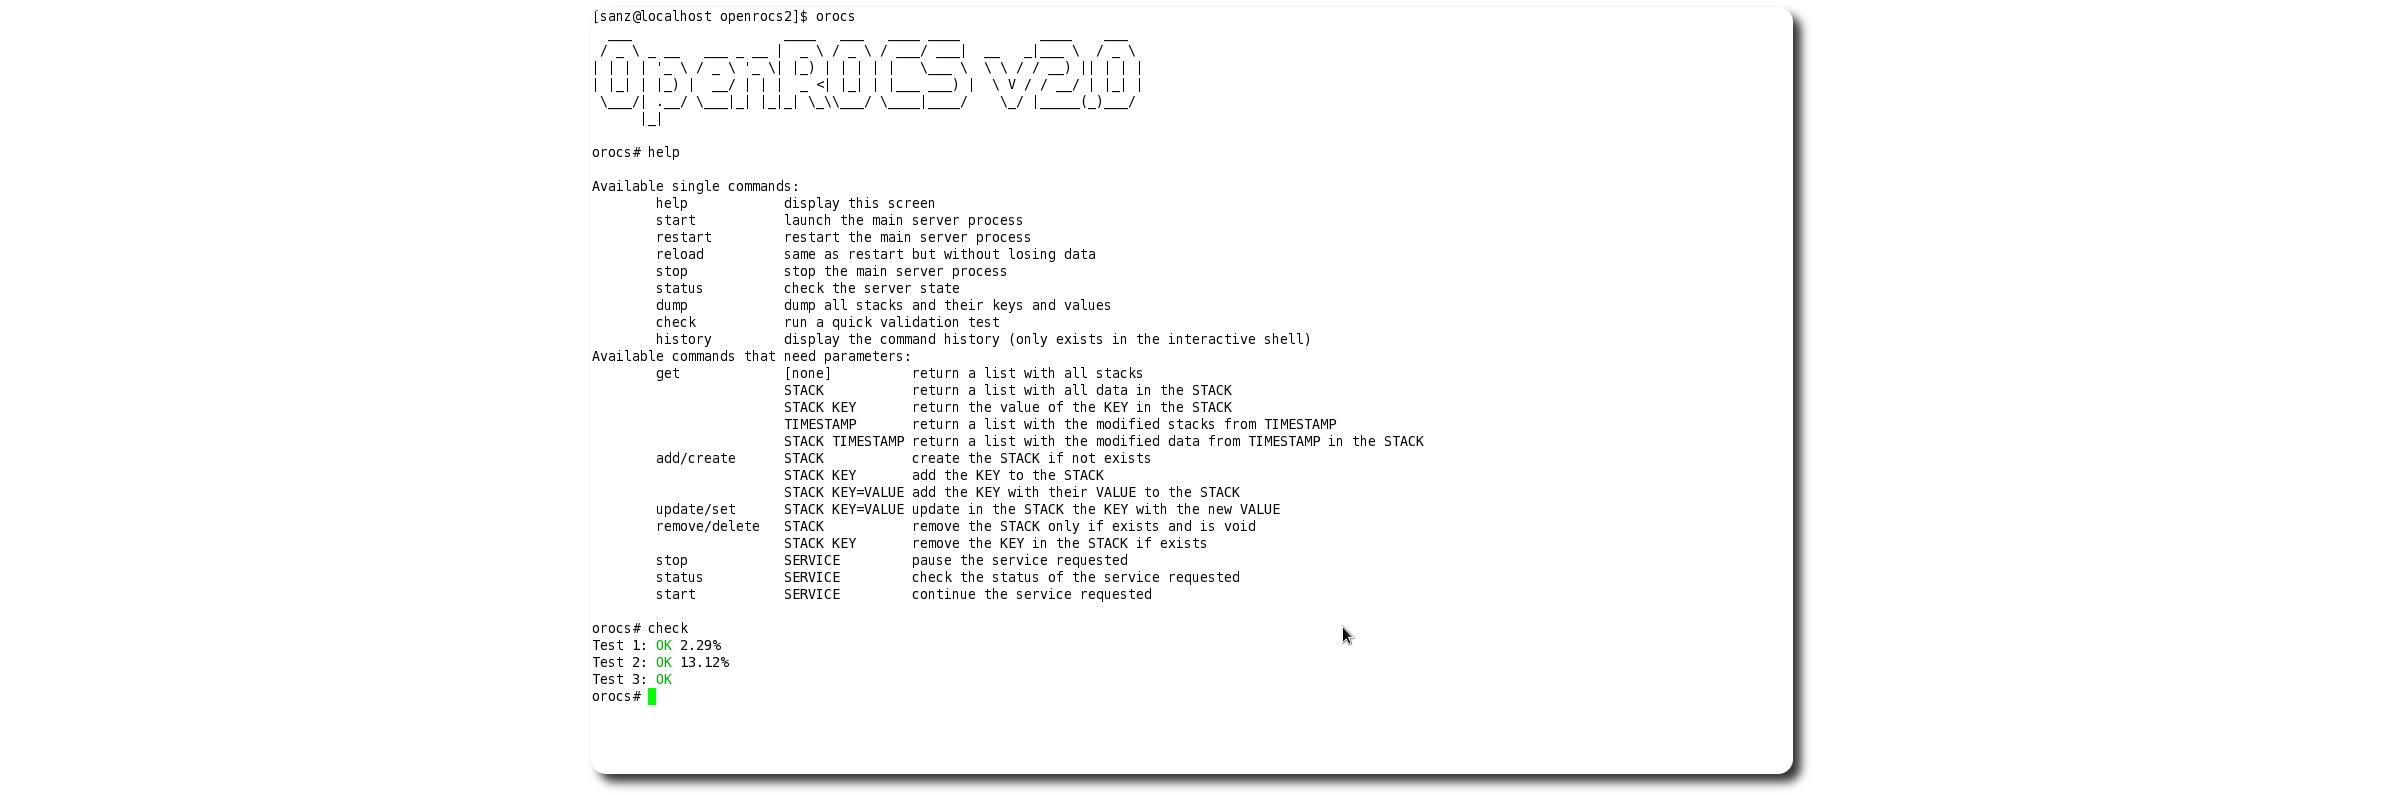 [sanz@localhost openrocs2]$ orocs
OpenROCS v2.0
orocs# help
Available single commands:
help display this screen
start launch the main server process
restart restart the main server process
reload same as restart but without losing data
stop stop the main server process
status check the server state
dump dump all stacks and their keys and values
check run a quick validation test
history display the command history (only exists in the interactive shell)
Available commands that need parameters:
get [none] return a list with all stacks
STACK return a list with all data in the STACK
STACK KEY return the value of the KEY in the STACK
TIMESTAMP return a list with the modified stacks from TIMESTAMP
STACK TIMESTAMP return a list with the modified data from TIMESTAMP in the STACK
add/create STACK create the STACK if not exists
STACK KEY add the KEY to the STACK
STACK KEY=VALUE add the KEY with their VALUE to the STACK
update/set STACK KEY=VALUE update in the STACK the KEY with the new VALUE
remove/delete STACK remove the STACK only if exists and is void
STACK KEY remove the KEY in the STACK if exists
stop SERVICE pause the service requested
status SERVICE check the status of the service requested
start SERVICE continue the service requested
orocs# check
Test 1: OK 2.29%
Test 2: OK 13.12%
Test 3: OK
orocs#